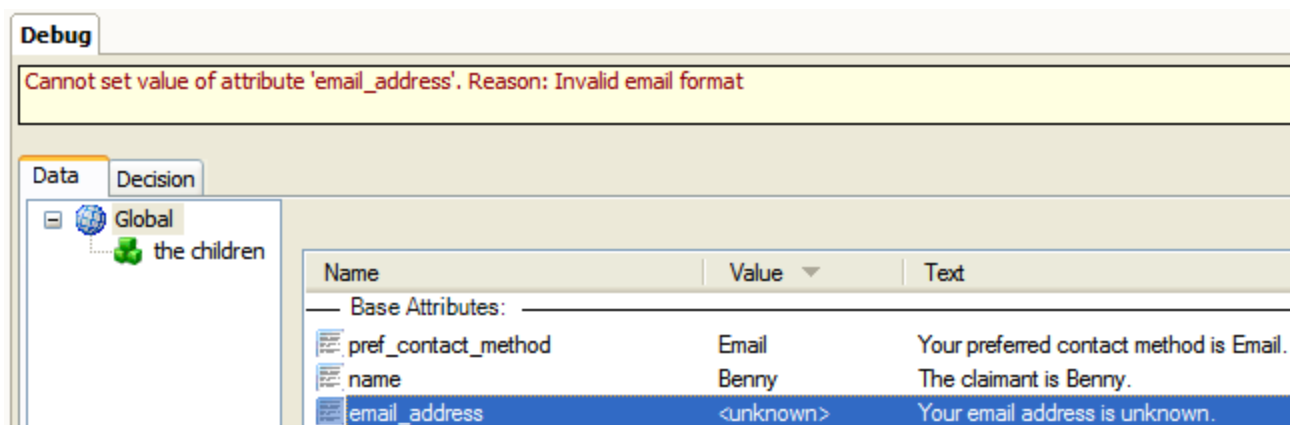 Debug
Cannot set value of attribute 'email_address'. Reason: Invalid email format
Data Decision
Global
the children
Name Value Text
Base Attributes:
pref_contact_method Email Your preferred contact method is Email.
name Benny The claimant is Benny.
email_address <unknown> Your email address is unknown.